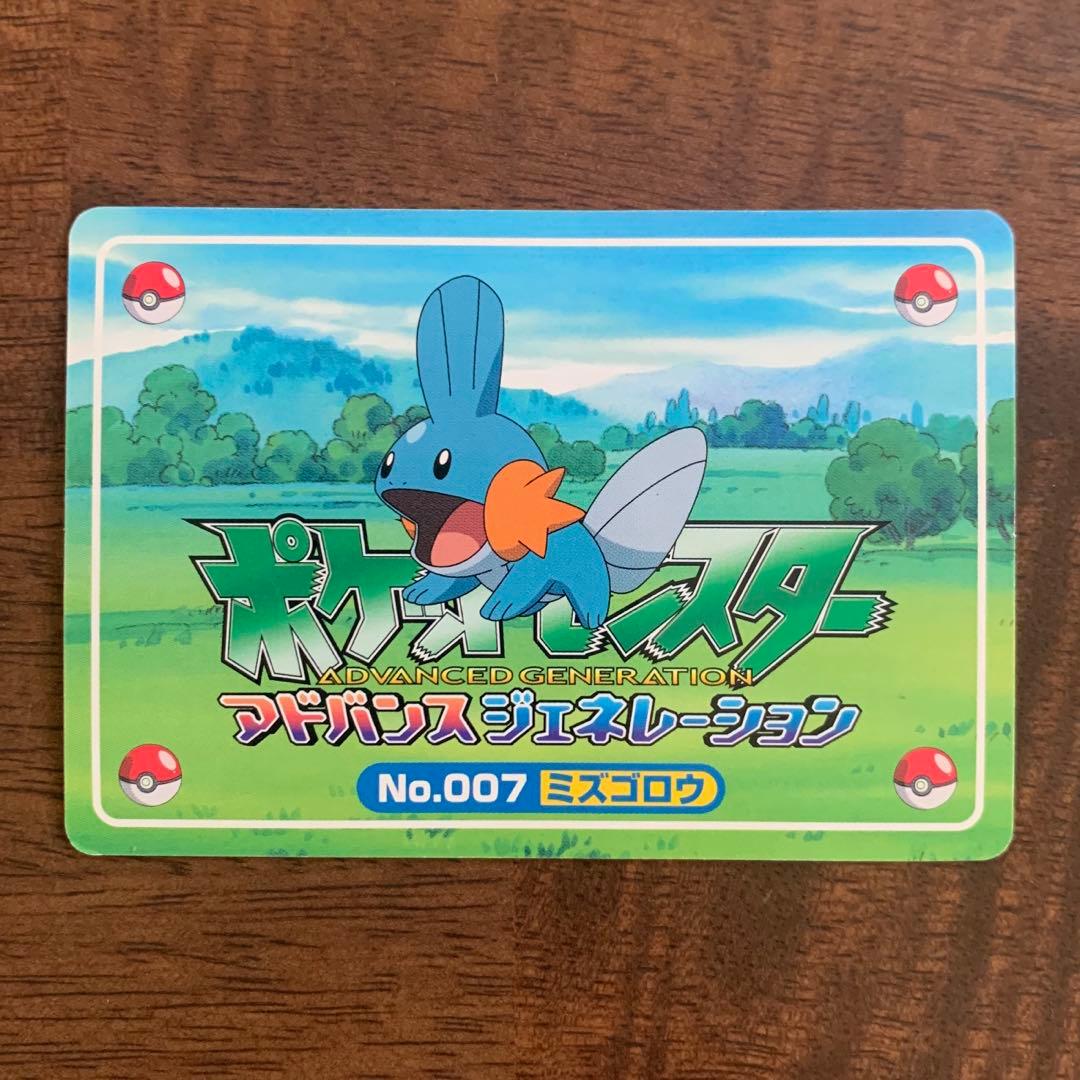 ポケットモンスター
ADVANCED GENERATION
アドバンスジェネレーション
No.007 ミズゴロウ